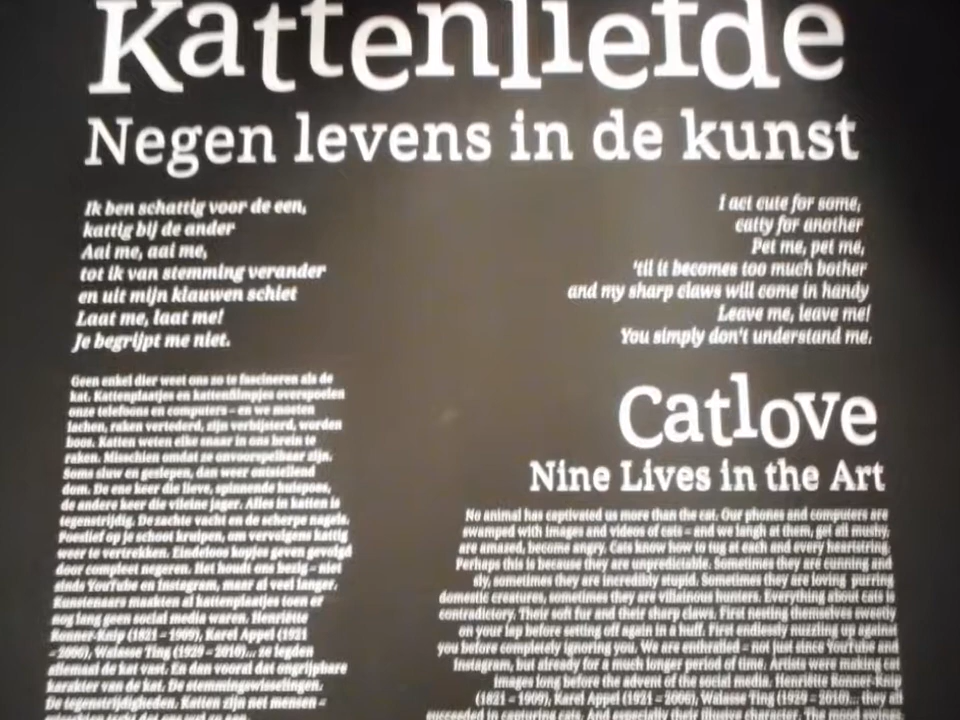 Kattenliefde
Negen levens in de kunst
Ik ben schattig voor de een,
kattig bij de ander
Aai me, aai me,
tot ik van stemming verander
en uit mijn klauwen schiet
Laat me, laat me!
Je begrijpt me niet.
Geen enkel dier weet ons zo te fascineren als de
kat. Kattenplaatjes en kattenfilmpjes overspoelen
onze telefoons en computers – en we moeten
lachen, raken vertederd, zijn verbijsterd, worden
boos. Katten weten elke snaar in ons brein te
raken. Misschien omdat ze onvoorspelbaar zijn.
Soms sluw en geslepen, dan weer ontstellend
dom. De ene keer die lieve, spinnende huispoes,
de andere keer die vileine jager. Alles in katten is
tegenstrijdig. De zachte vacht en de scherpe nagels.
Poeslief op je schoot kruipen, om vervolgens kattig
weer te vertrekken. Eindeloos kopjes geven gevolgd
door compleet negeren. Het houdt ons bezig – niet
sinds YouTube en Instagram, maar al veel langer.
Kunstenaars maakten al kattenplaatjes toen er
nog lang geen social media waren. Henriëtte
Ronner-Knip (1821 – 1909), Karel Appel (1921
– 2006), Walasse Ting (1929 – 2010)... ze legden
allemaal de kat vast. En dan vooral dat ongrijpbare
karakter van de kat. De stemmingswisselingen.
De tegenstrijdigheden. Katten zijn net mensen –
I act cute for some,
catty for another
Pet me, pet me,
'til it becomes too much bother
and my sharp claws will come in handy
Leave me, leave me!
You simply don't understand me.
Catlove
Nine Lives in the Art
No animal has captivated us more than the cat. Our phones and computers are
swamped with images and videos of cats – and we laugh at them, get all mushy,
are amazed, become angry. Cats know how to tug at each and every heartstring.
Perhaps this is because they are unpredictable. Sometimes they are cunning and
sly, sometimes they are incredibly stupid. Sometimes they are loving purring
domestic creatures, sometimes they are villainous hunters. Everything about cats is
contradictory. Their soft fur and their sharp claws. First nestling themselves sweetly
on your lap before setting off again in a huff. First endlessly nuzzling up against
you before completely ignoring you. We are enthralled – not just since YouTube and
Instagram, but already for a much longer period of time. Artists were making cat
images long before the advent of the social media. Henriëtte Ronner-Knip
(1821 – 1909), Karel Appel (1921 – 2006), Walasse Ting (1929 – 2010)... they all
succeeded in capturing cats. And especially their illusive character. The